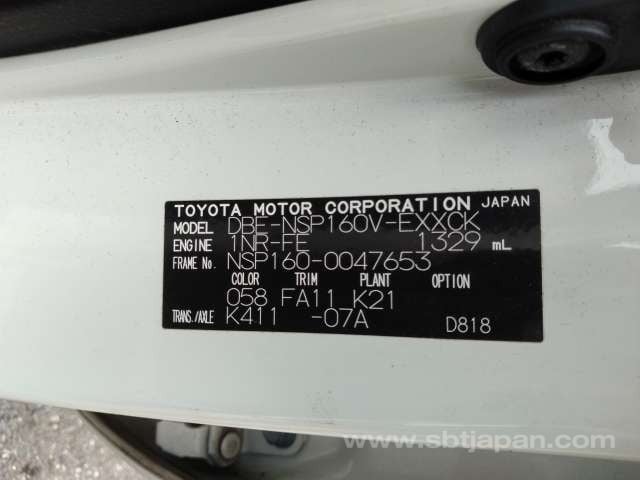 TOYOTA MOTOR CORPORATION JAPAN
MODEL DBE-NSP160V-EXXCK
ENGINE 1NR-FE 1329 mL
FRAME No. NSP160-0047653
COLOR TRIM PLANT OPTION
058 FA11 K21
TRANS./AXLE K411 -07A D818
www.sbtjapan.com